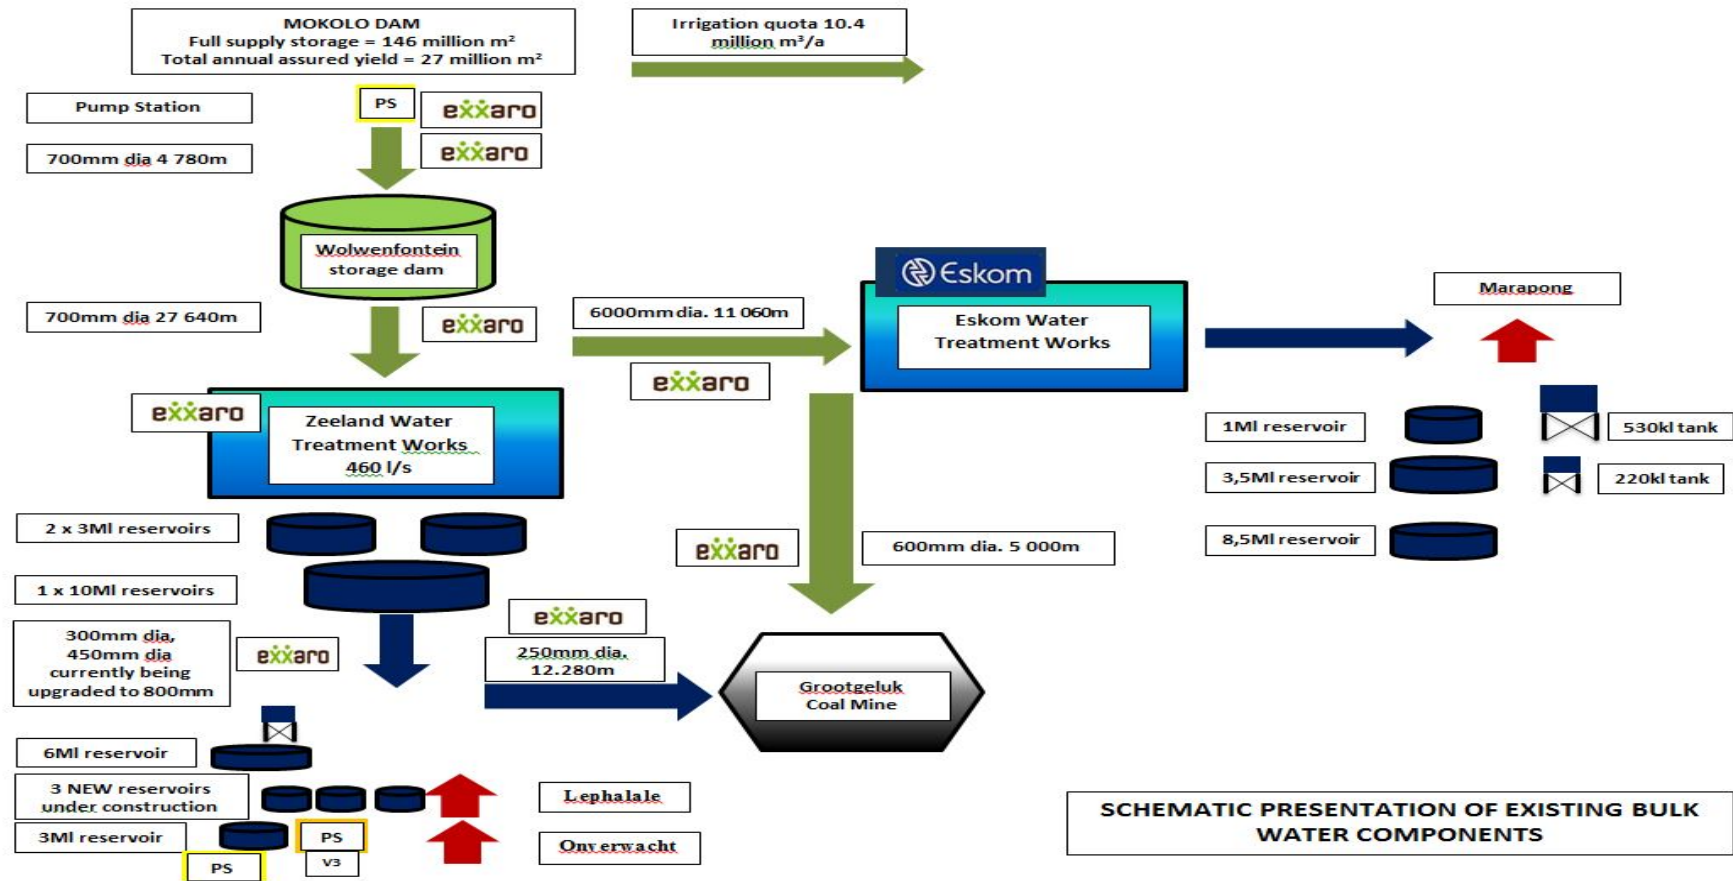 MOKOLO DAM
Full supply storage = 146 million m²
Total annual assured yield = 27 million m²
Irrigation quota 10.4
million m³/a
Pump Station
PS
exxaro
700mm dia 4 780m
exxaro
Wolwenfontein
storage dam
700mm dia 27 640m
exxaro
6000mm dia. 11 060m
exxaro
Eskom
Eskom Water
Treatment Works
Marapong
exxaro
Zeeland Water
Treatment Works
460 l/s
1Ml reservoir
530kl tank
3,5Ml reservoir
220kl tank
8,5Ml reservoir
2 x 3Ml reservoirs
exxaro
600mm dia. 5 000m
1 x 10Ml reservoirs
300mm dia,
450mm dia
currently being
upgraded to 800mm
exxaro
exxaro
250mm dia.
12.280m
Grootgeluk
Coal Mine
6Ml reservoir
3 NEW reservoirs
under construction
Lephalale
3Ml reservoir
PS
V3
PS
Onverwacht
SCHEMATIC PRESENTATION OF EXISTING BULK
WATER COMPONENTS